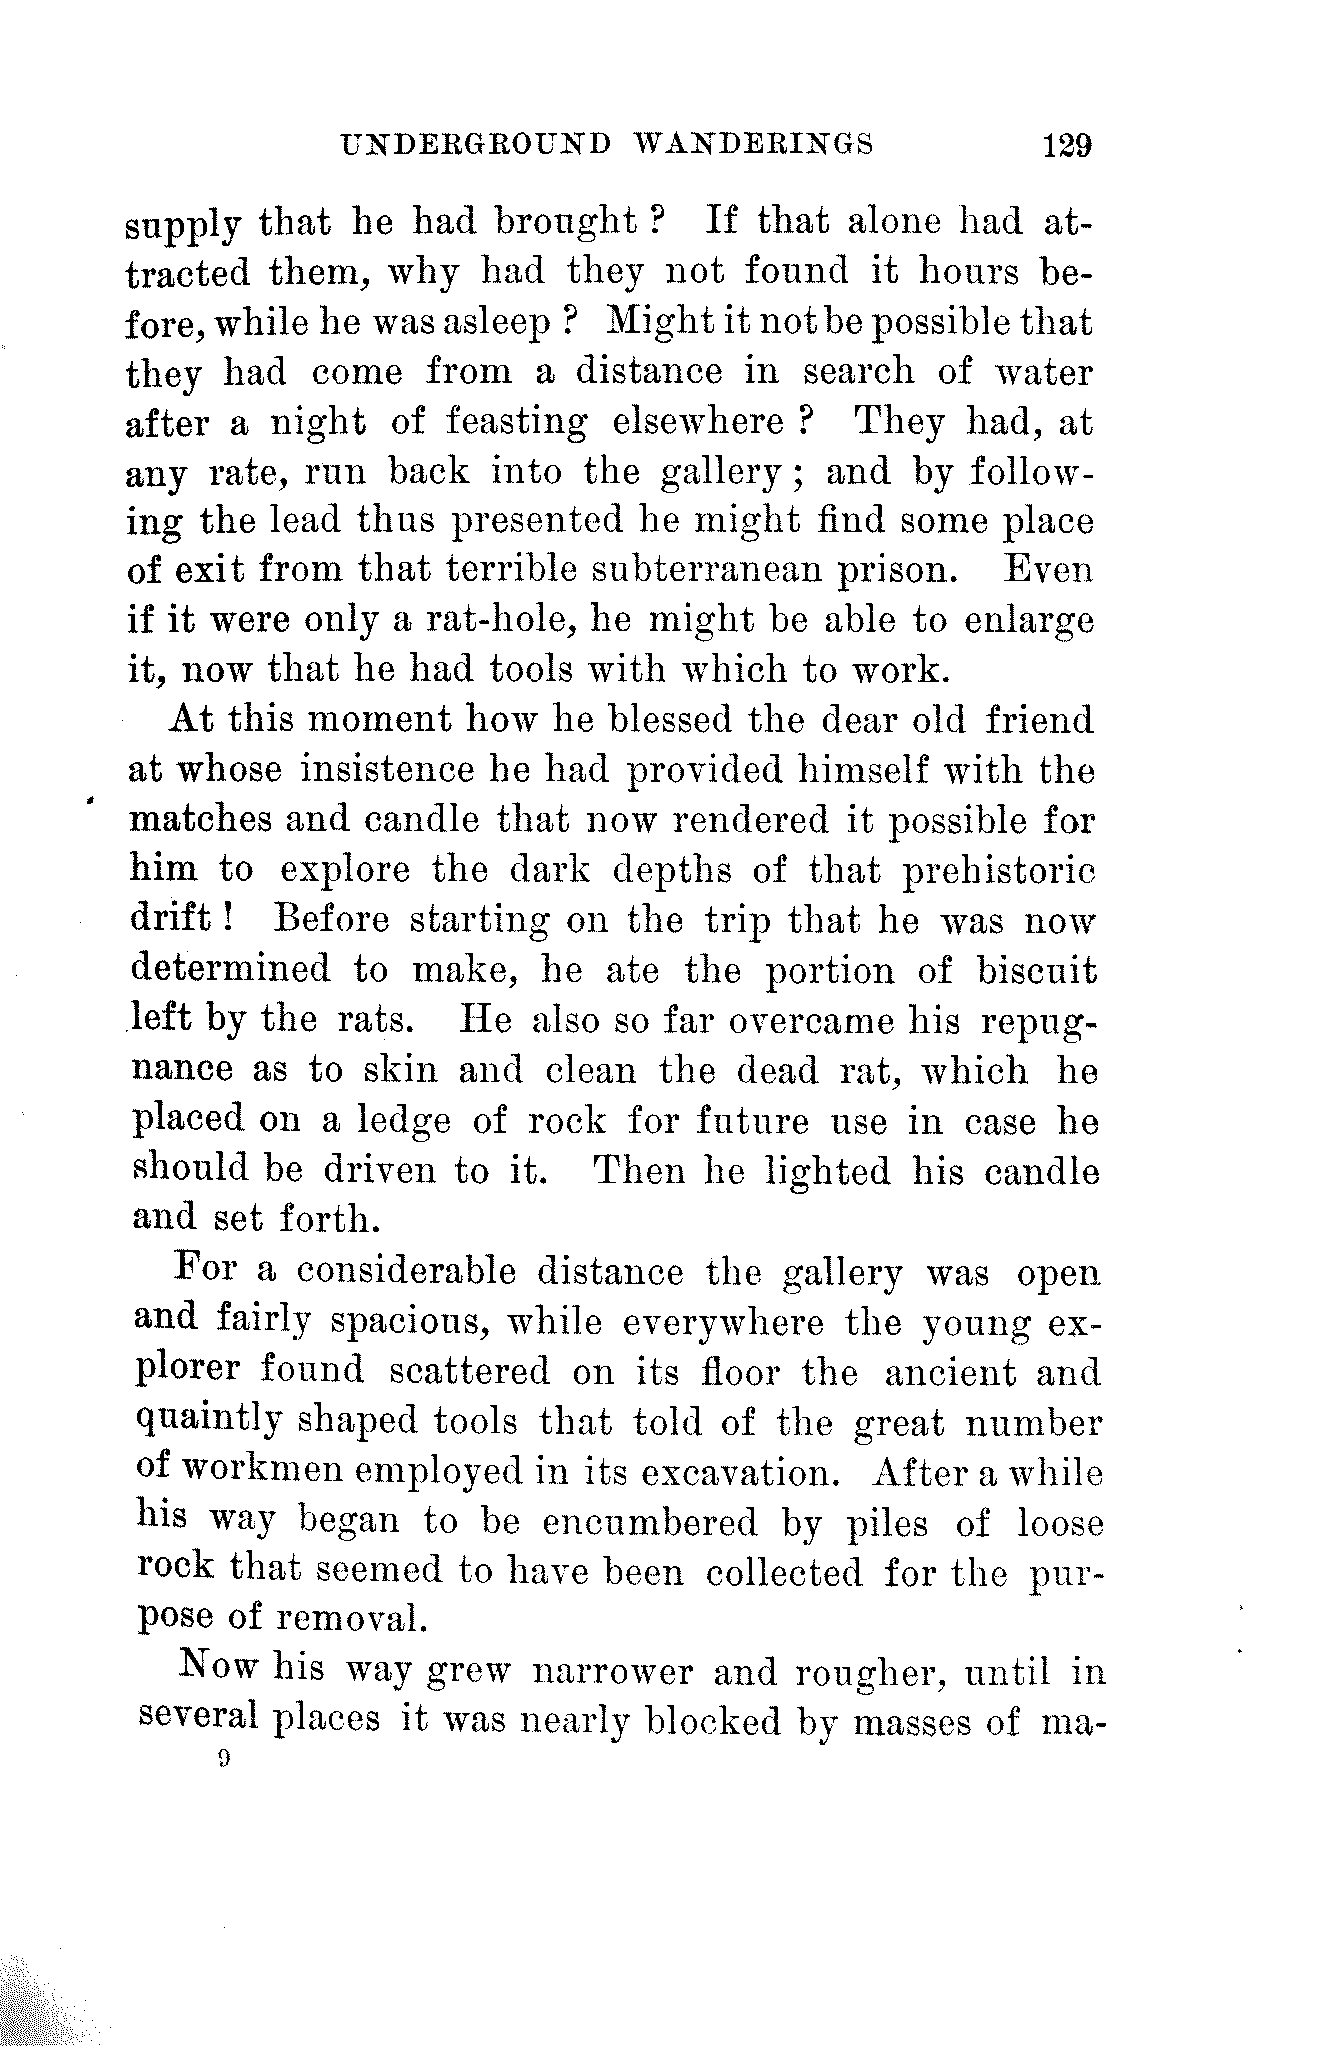 UNDERGROUND WANDERINGS 129
supply that he had brought ? If that alone had at-
tracted them, why had they not found it hours be-
fore, while he was asleep ? Might it not be possible that
they had come from a distance in search of water
after a night of feasting elsewhere ? They had, at
any rate, run back into the gallery ; and by follow-
ing the lead thus presented he might find some place
of exit from that terrible subterranean prison. Even
if it were only a rat-hole, he might be able to enlarge
it, now that he had tools with which to work.
At this moment how he blessed the dear old friend
at whose insistence he had provided himself with the
matches and candle that now rendered it possible for
him to explore the dark depths of that prehistoric
drift ! Before starting on the trip that he was now
determined to make, he ate the portion of biscuit
left by the rats. He also so far overcame his repug-
nance as to skin and clean the dead rat, which he
placed on a ledge of rock for future use in case he
should be driven to it. Then he lighted his candle
and set forth.
For a considerable distance the gallery was open
and fairly spacious, while everywhere the young ex-
plorer found scattered on its floor the ancient and
quaintly shaped tools that told of the great number
of workmen employed in its excavation. After a while
his way began to be encumbered by piles of loose
rock that seemed to have been collected for the pur-
pose of removal.
Now his way grew narrower and rougher, until in
several places it was nearly blocked by masses of ma-
9